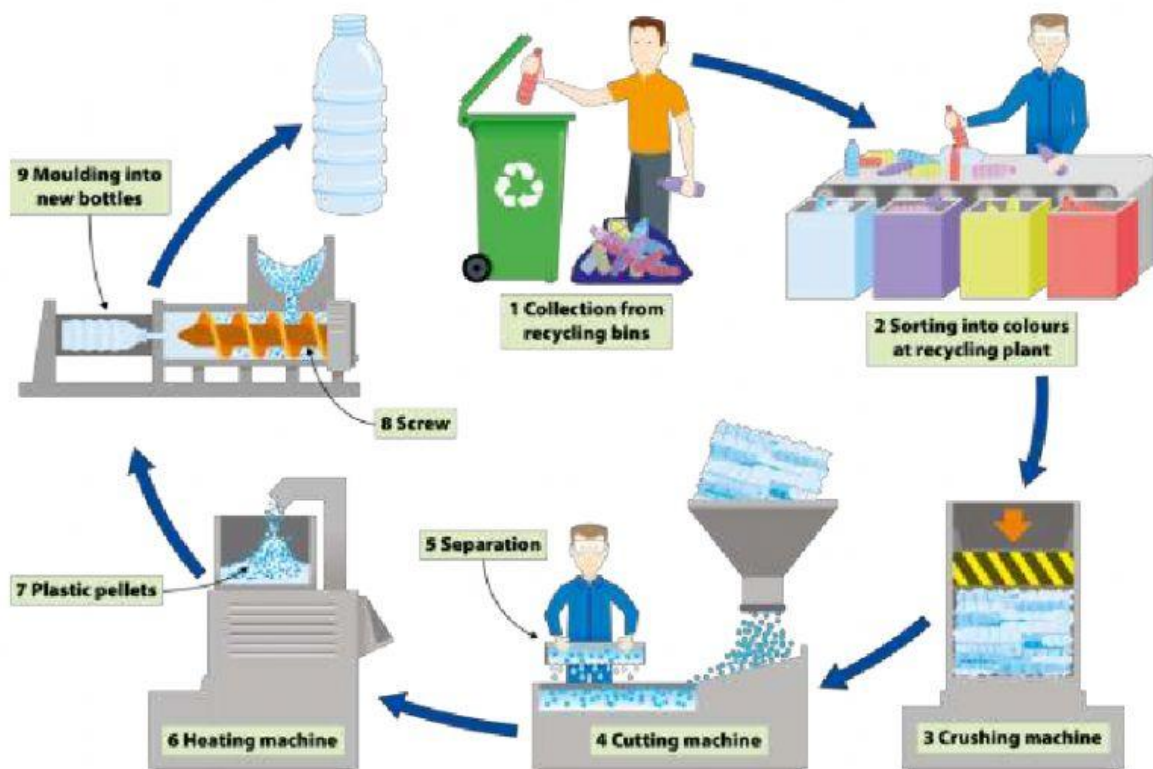 1 Collection from
recycling bins
2 Sorting into colours
at recycling plant
3 Crushing machine
4 Cutting machine
5 Separation
6 Heating machine
7 Plastic pellets
8 Screw
9 Moulding into
new bottles